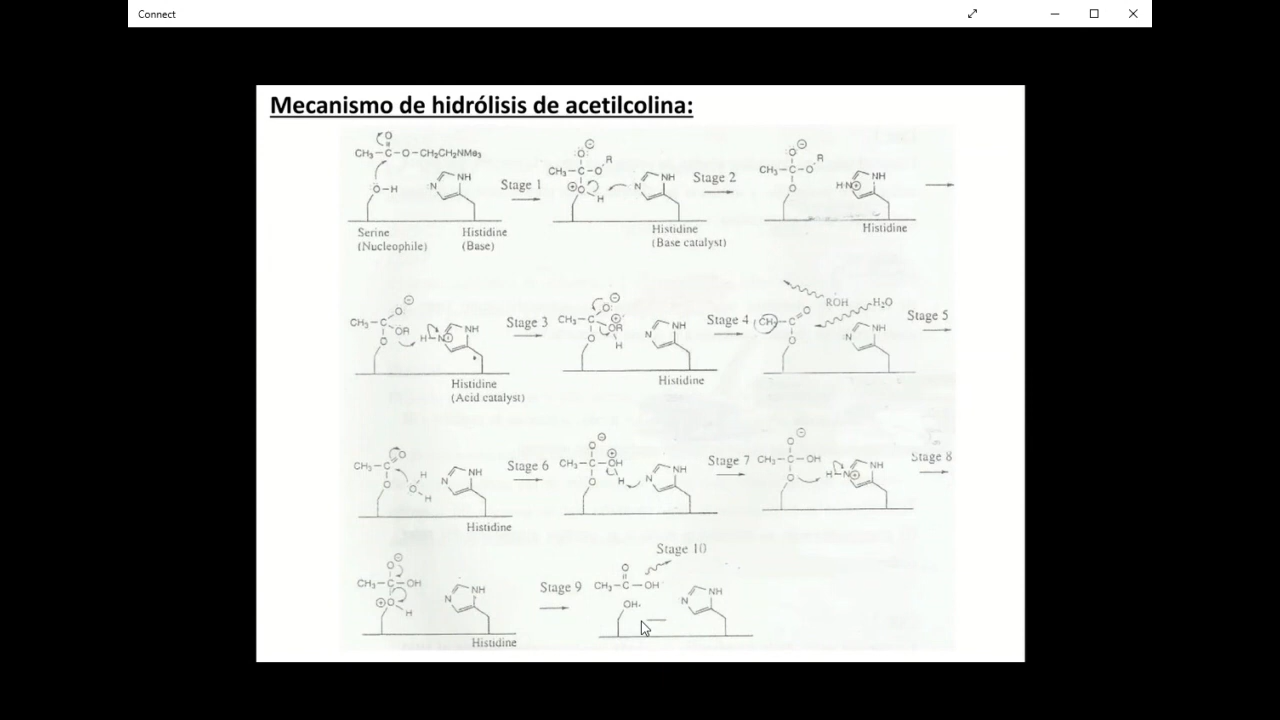 Connect
Mecanismo de hidrólisis de acetilcolina:
O
CH₃–C–O–CH₂CH₂NMe₃
O–H
N
NH
Serine
(Nucleophile)
Histidine
(Base)
Stage 1
O
R
CH₃–C–O
O
H
N
NH
Histidine
(Base catalyst)
Stage 2
O
R
CH₃–C–O
O
HN
NH
Histidine
O
CH₃–C
OR
O
H–N
NH
Histidine
(Acid catalyst)
Stage 3
O
CH₃–C–OR
O
H
N
NH
Histidine
Stage 4
ROH
H₂O
O
CH₃–C
O
N
NH
Stage 5
O
CH₃–C
O
H
O
H
N
NH
Histidine
Stage 6
O
CH₃–C–OH
O
H
N
NH
Stage 7
O
CH₃–C–OH
O
H–N
NH
Stage 8
O
CH₃–C–OH
O
H
N
NH
Histidine
Stage 9
Stage 10
O
CH₃–C–OH
OH
N
NH